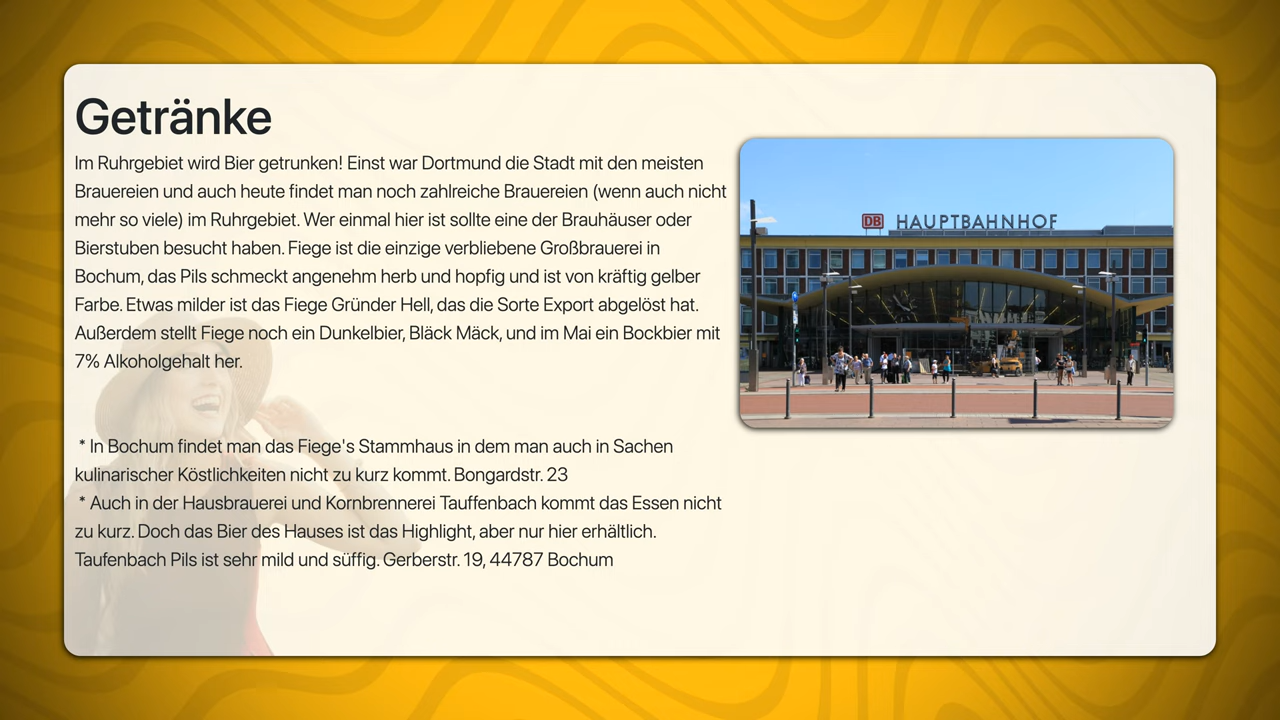 Getränke
Im Ruhrgebiet wird Bier getrunken! Einst war Dortmund die Stadt mit den meisten
Brauereien und auch heute findet man noch zahlreiche Brauereien (wenn auch nicht
mehr so viele) im Ruhrgebiet. Wer einmal hier ist sollte eine der Brauhäuser oder
Bierstuben besucht haben. Fiege ist die einzige verbliebene Großbrauerei in
Bochum, das Pils schmeckt angenehm herb und hopfig und ist von kräftig gelber
Farbe. Etwas milder ist das Fiege Gründer Hell, das die Sorte Export abgelöst hat.
Außerdem stellt Fiege noch ein Dunkelbier, Bläck Mäck, und im Mai ein Bockbier mit
7% Alkoholgehalt her.
* In Bochum findet man das Fiege's Stammhaus in dem man auch in Sachen
kulinarischer Köstlichkeiten nicht zu kurz kommt. Bongardstr. 23
* Auch in der Hausbrauerei und Kornbrennerei Tauffenbach kommt das Essen nicht
zu kurz. Doch das Bier des Hauses ist das Highlight, aber nur hier erhältlich.
Taufenbach Pils ist sehr mild und süffig. Gerberstr. 19, 44787 Bochum
DB HAUPTBAHNHOF